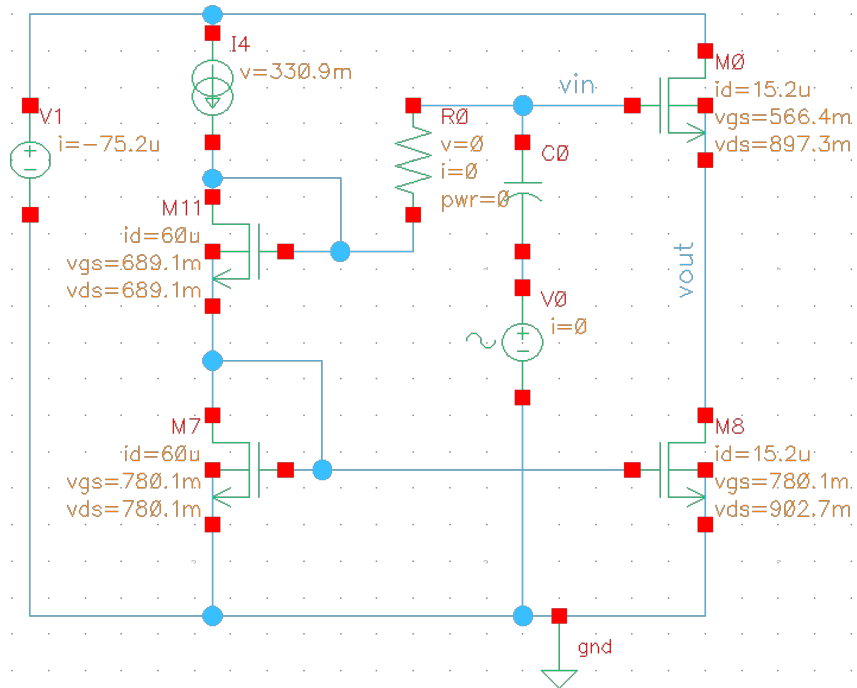 I4
v=330.9m
V1
i=-75.2u
M11
id=60u
vgs=689.1m
vds=689.1m
R0
v=0
i=0
pwr=0
vin
C0
M0
id=15.2u
vgs=566.4m
vds=897.3m
V0
i=0
vout
M7
id=60u
vgs=780.1m
vds=780.1m
M8
id=15.2u
vgs=780.1m
vds=902.7m
gnd